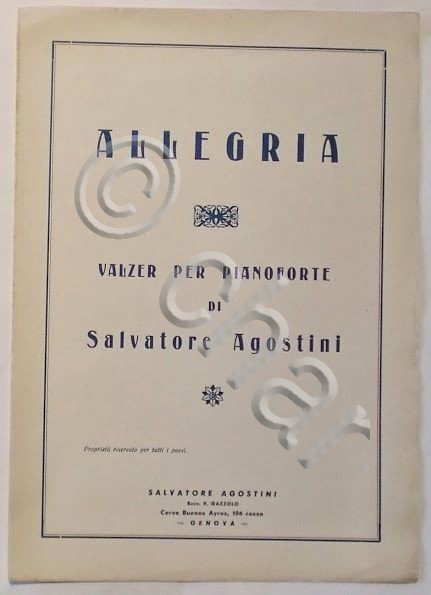 ALLEGRIA
VALZER PER PIANOFORTE
DI
Salvatore Agostini
Proprietà riservata per tutti i paesi.
SALVATORE AGOSTINI
Succ. V. GAZZOLO
Corso Buenos Ayres, 106 rosso
— GENOVA —
© char